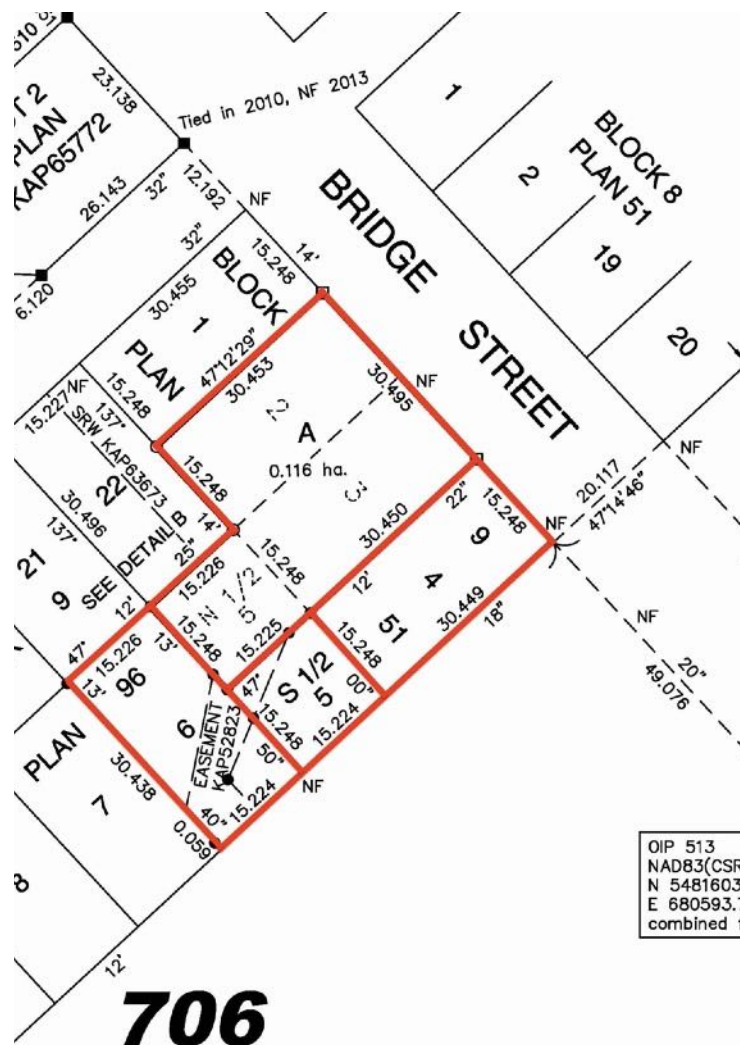 510
23.138
Tied in 2010, NF 2013
T 2
PLAN
KAP65772
26.143
32"
12.192
NF
32"
15.248
14'
6.120
30.455
BLOCK
1
PLAN
47°12'29"
30.453
BRIDGE
STREET
1
2
19
20
BLOCK 8
PLAN 51
15.227
NF
15.248
137'
SRW KAP63673
22
30.496
137'
SEE DETAIL B
21
9
2
A
0.116 ha.
3
30.495
NF
15.248
14'
25"
15.226
15.248
N 1/2
5
30.450
22"
12'
15.248
9
4
51
30.449
18"
NF
20.117
47°14'46"
NF
NF
20"
49.076
12'
47'
15.226
13'
96
13'
15.248
15.225
47'
S 1/2
5
15.248
00"
15.248
15.224
50"
6
EASEMENT
KAP52823
15.224
NF
40"
0.059
30.438
PLAN
7
8
12'
OIP 513
NAD83(CSR
N 5481603
E 680593.
combined
706